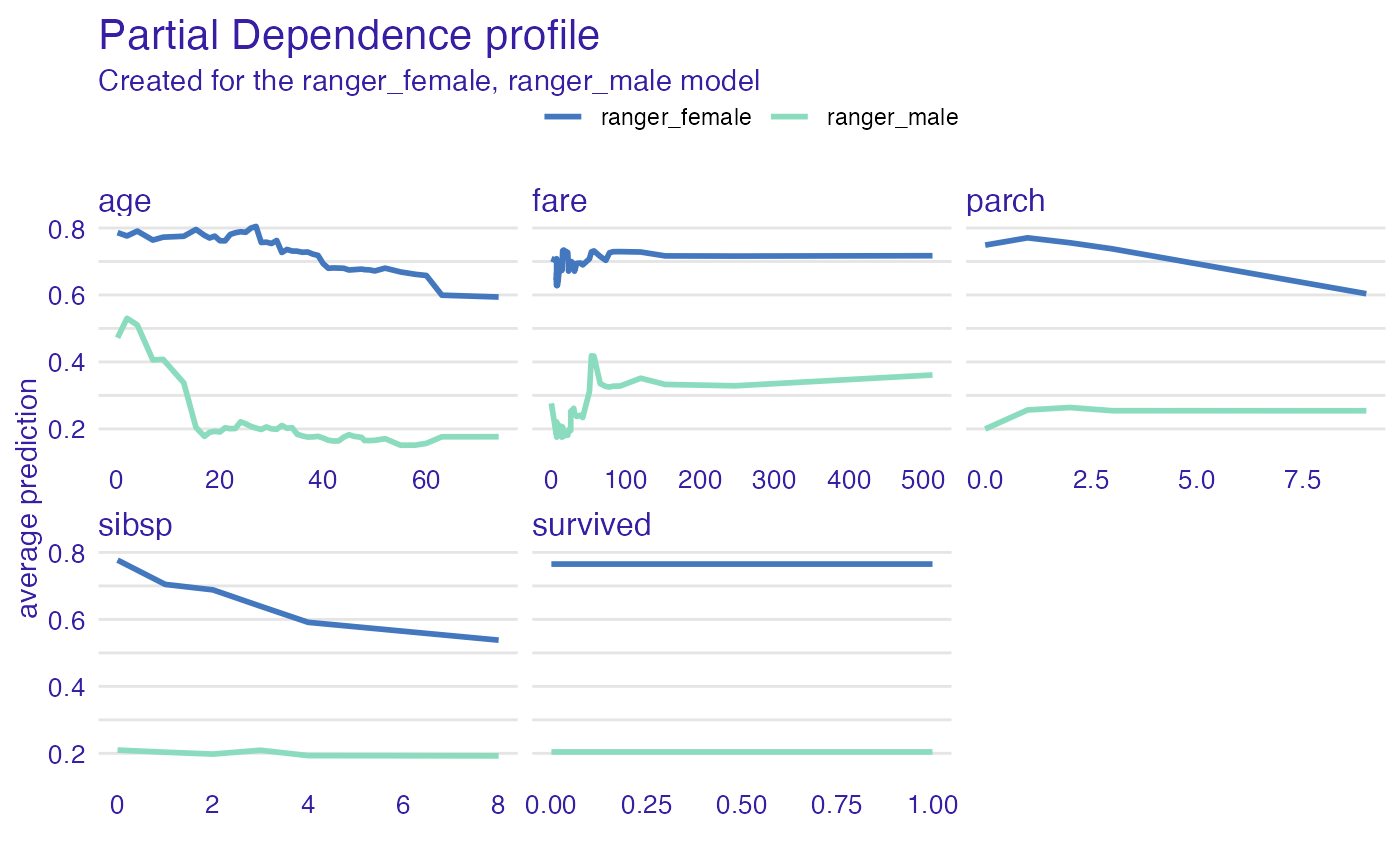 Partial Dependence profile
Created for the ranger_female, ranger_male model
ranger_female ranger_male
age fare parch
0.8
0.6
0.4
0.2
average prediction
0 20 40 60 0 100 200 300 400 500 0.0 2.5 5.0 7.5
sibsp survived
0.8
0.6
0.4
0.2
0 2 4 6 8 0.00 0.25 0.50 0.75 1.00